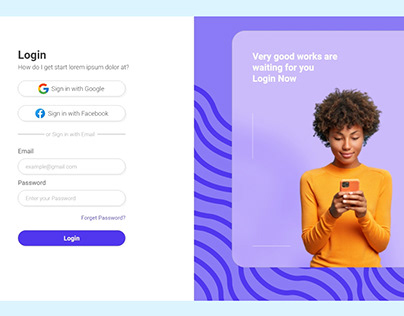 Login
How do I get start lorem ipsum dolor at?
Sign in with Google
Sign in with Facebook
or Sign in with Email
Email
example@gmail.com
Password
Enter your Password
Forget Password?
Login
Very good works are
waiting for you
Login Now